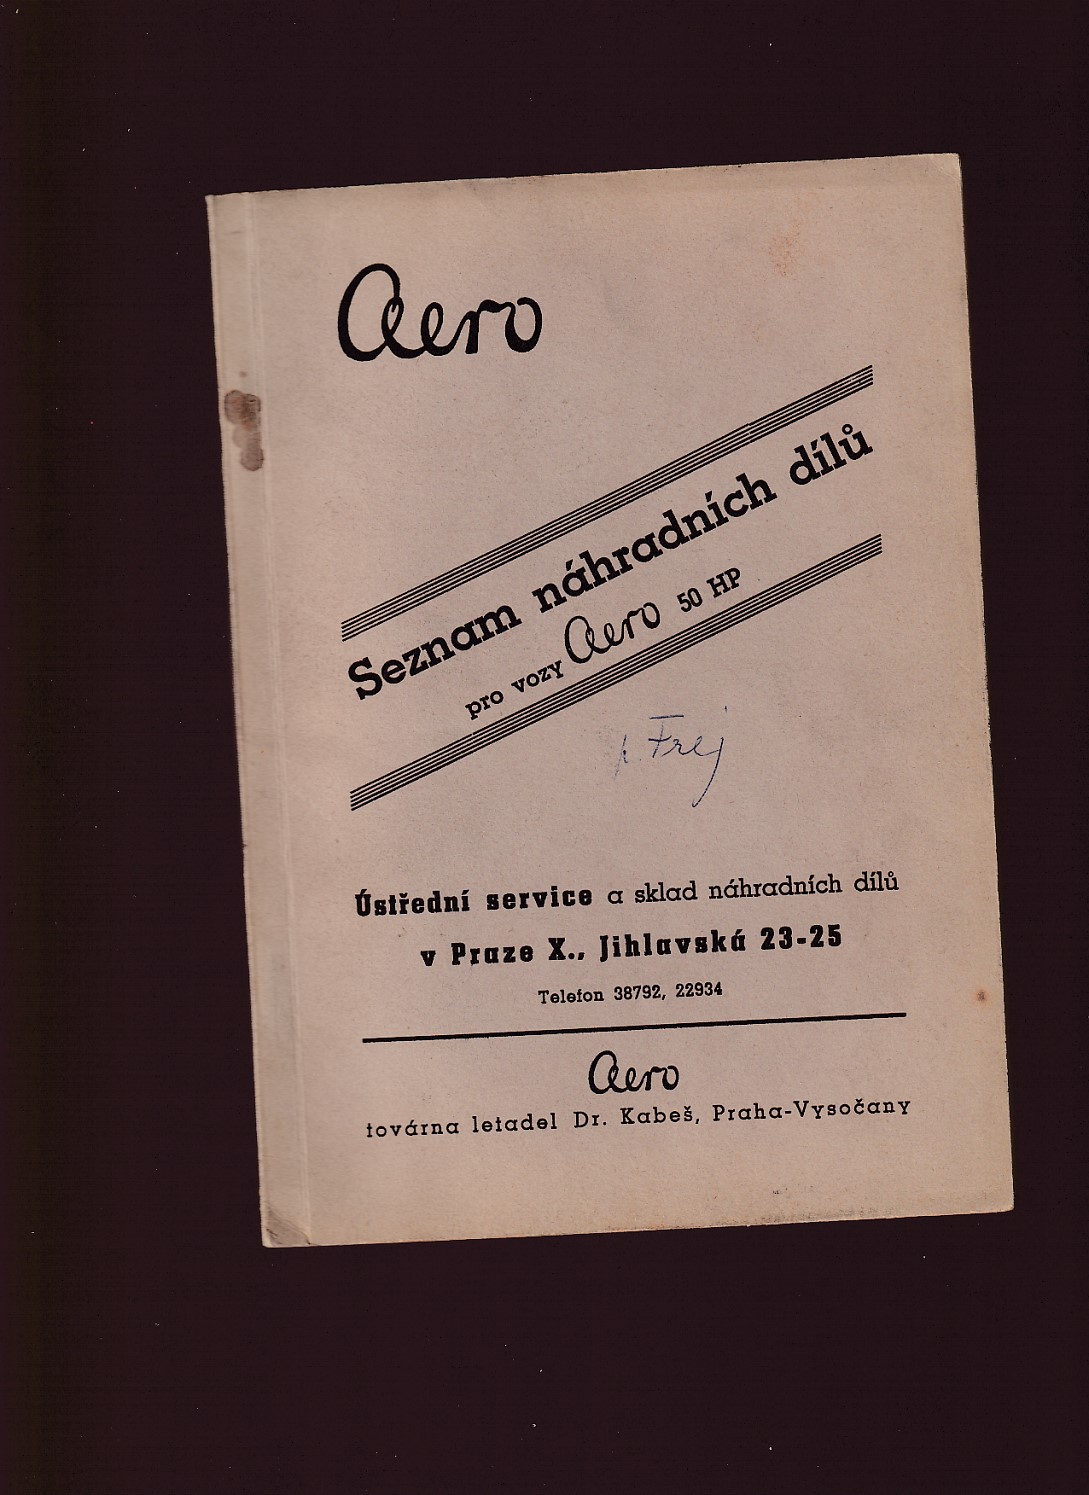 Aero
Seznam náhradních dílů
pro vozy Aero 50 HP
p. Frej
Ústřední service a sklad náhradních dílů
v Praze X., Jihlavská 23-25
Telefon 38792, 22934
Aero
továrna letadel Dr. Kabeš, Praha-Vysočany